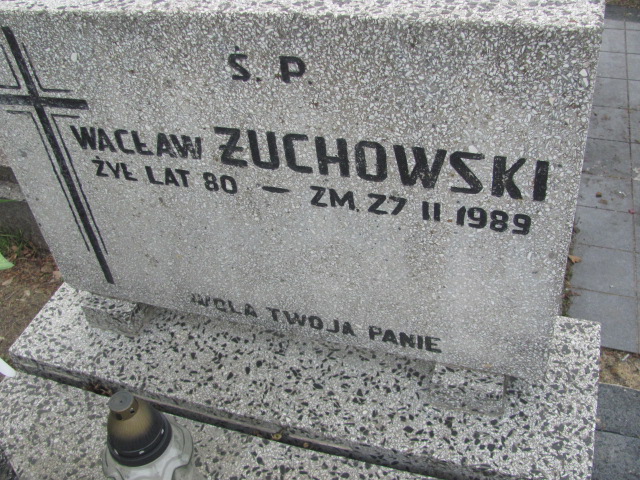 Ś. P.
WACŁAW ŻUCHOWSKI
ŻYŁ LAT 80 — ZM. 27 II. 1989
WOLA TWOJA PANIE